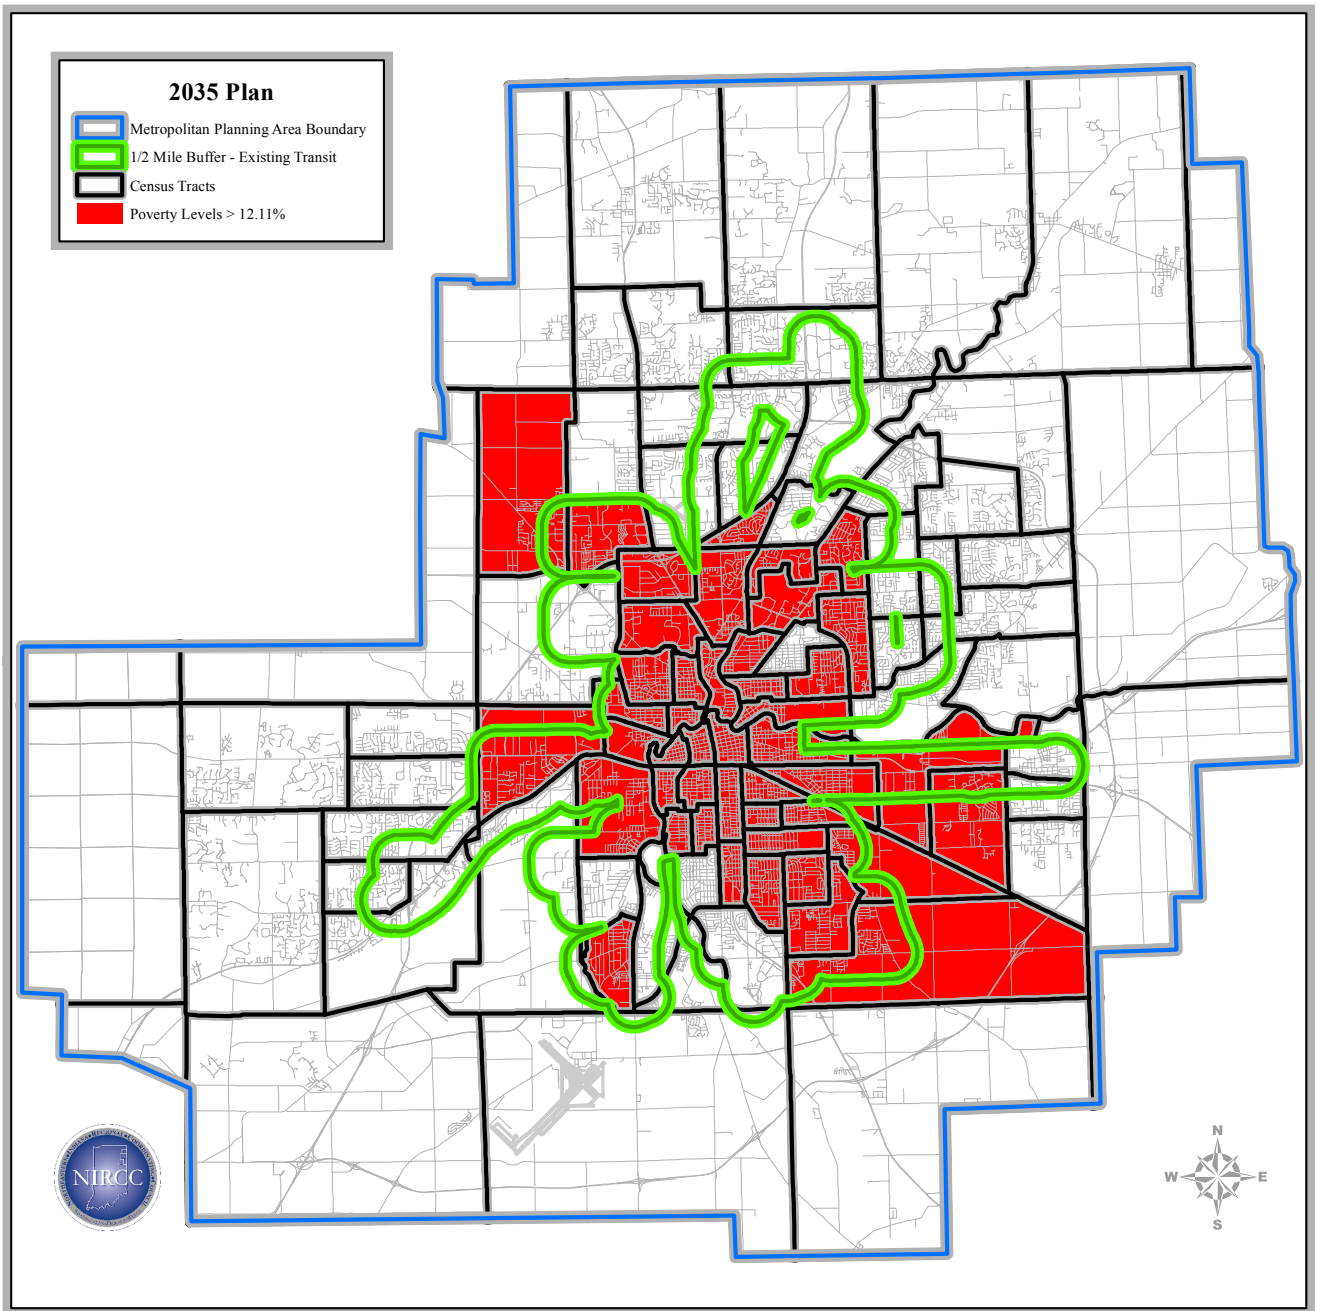 2035 Plan
Metropolitan Planning Area Boundary
1/2 Mile Buffer - Existing Transit
Census Tracts
Poverty Levels > 12.11%
NIRCC
N
W
E
S